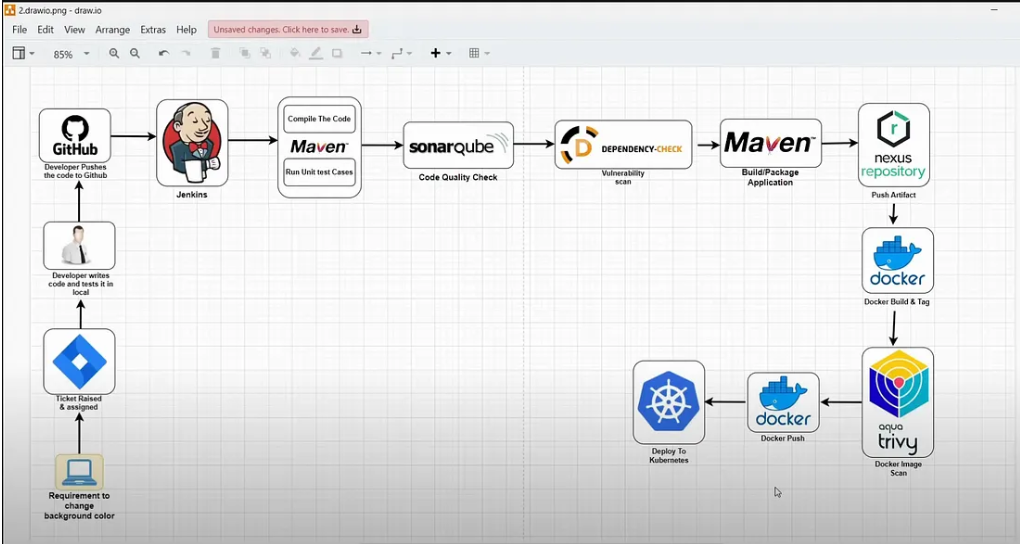 2.drawio.png - draw.io
File Edit View Arrange Extras Help Unsaved changes. Click here to save.
85%
GitHub
Developer Pushes
the code to Github
Jenkins
Compile The Code
Maven™
Run Unit test Cases
sonarqube
Code Quality Check
DEPENDENCY-CHECK
Vulnerability
scan
Maven™
Build/Package
Application
nexus
repository
Push Artifact
docker
Docker Build & Tag
aqua
trivy
Docker Image
Scan
docker
Docker Push
Deploy To
Kubernetes
Developer writes
code and tests it in
local
Ticket Raised
& assigned
Requirement to
change
background color